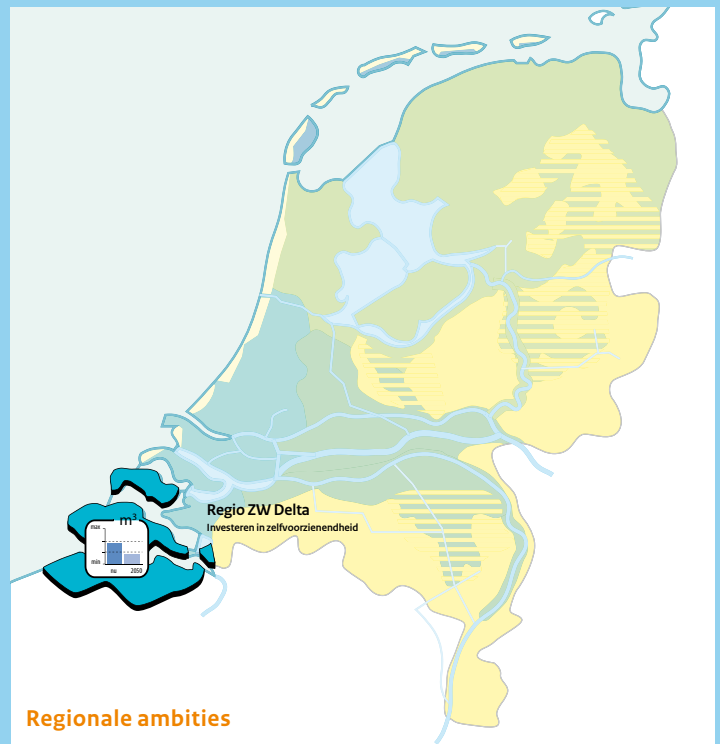 Regio ZW Delta
Investeren in zelfvoorzienendheid
m³
max
min
nu 2050
Regionale ambities